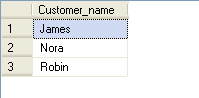 Customer_name
1 James
2 Nora
3 Robin